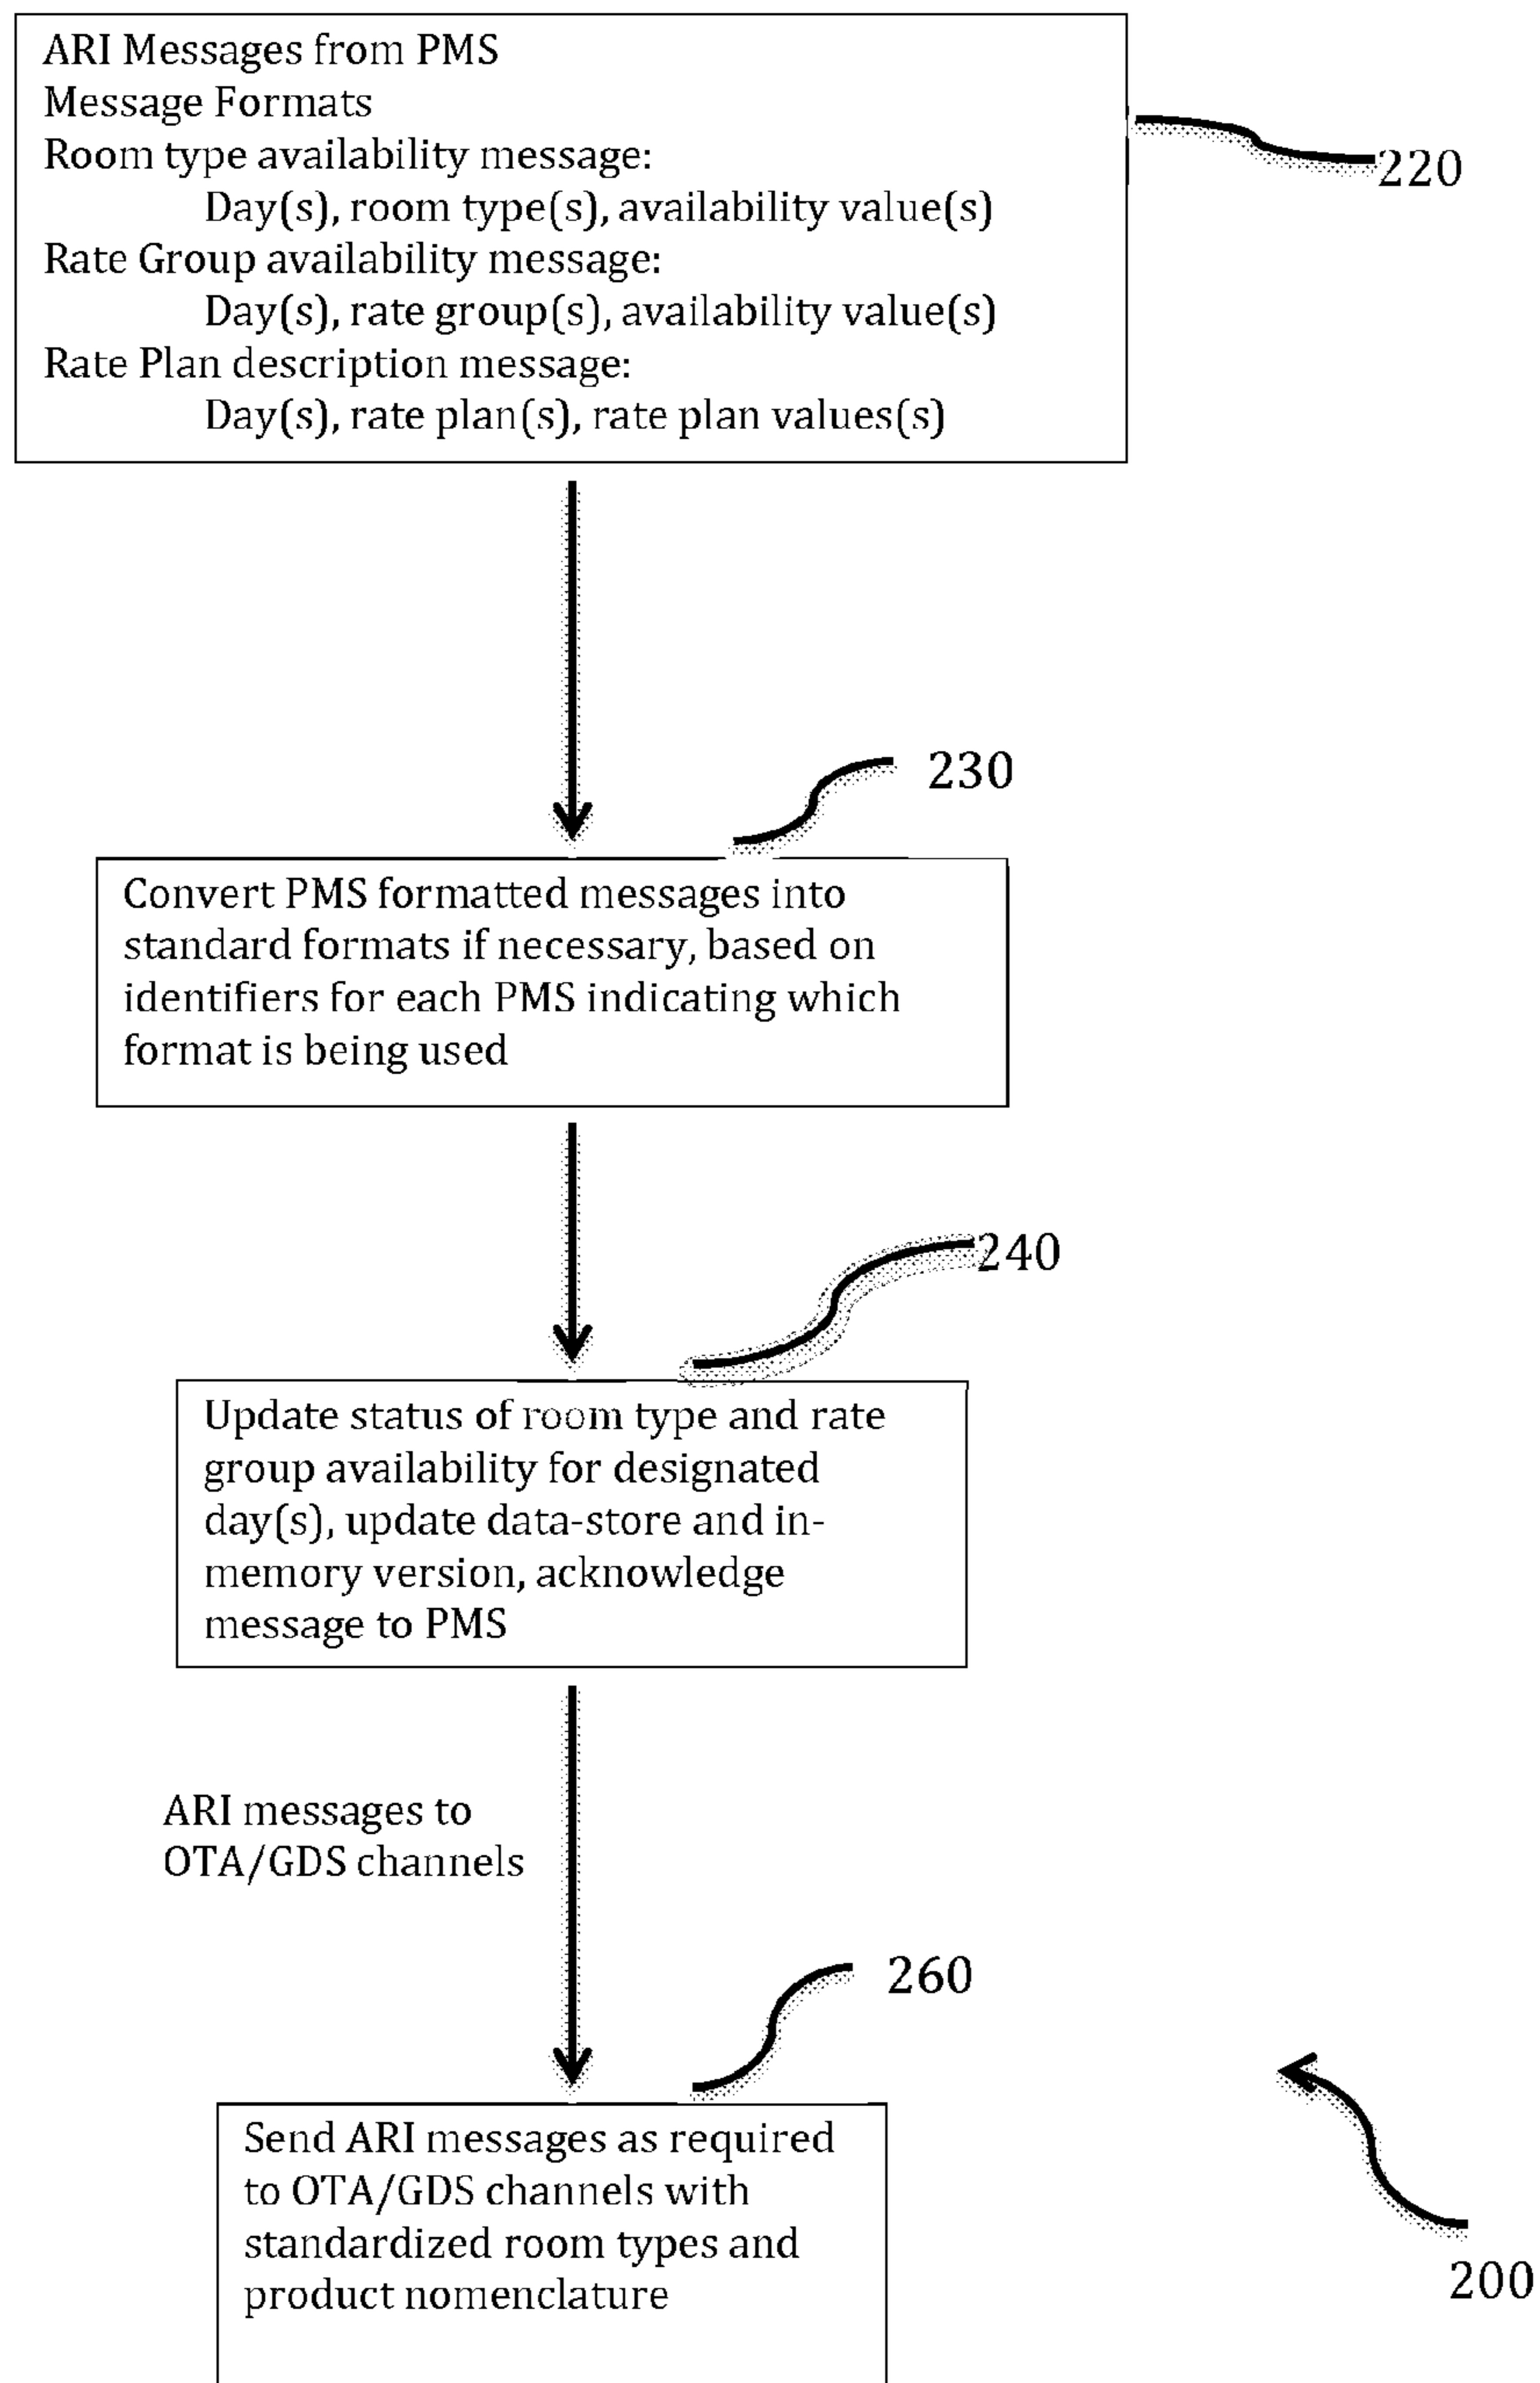 ARI Messages from PMS
Message Formats
Room type availability message:
Day(s), room type(s), availability value(s)
Rate Group availability message:
Day(s), rate group(s), availability value(s)
Rate Plan description message:
Day(s), rate plan(s), rate plan values(s)
220
230
Convert PMS formatted messages into
standard formats if necessary, based on
identifiers for each PMS indicating which
format is being used
240
Update status of room type and rate
group availability for designated
day(s), update data-store and in-
memory version, acknowledge
message to PMS
ARI messages to
OTA/GDS channels
260
Send ARI messages as required
to OTA/GDS channels with
standardized room types and
product nomenclature
200